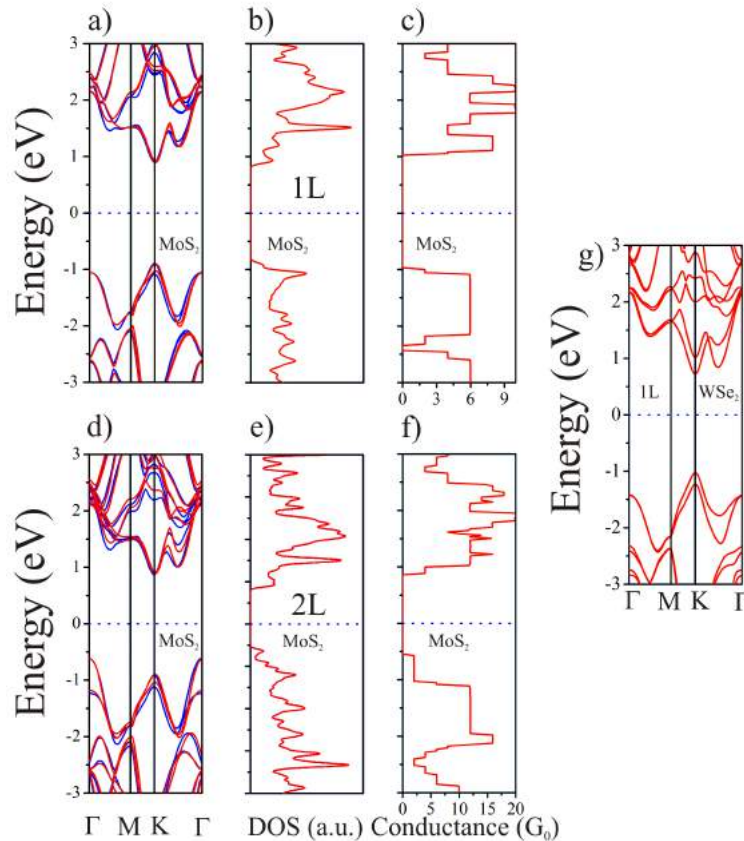 a)
b)
c)
3
2
1
0
-1
-2
-3
Energy (eV)
MoS₂
1L
MoS₂
MoS₂
0 3 6 9
d)
e)
f)
3
2
1
0
-1
-2
-3
Energy (eV)
MoS₂
2L
MoS₂
MoS₂
0 5 10 15 20
Γ M K Γ
DOS (a.u.) Conductance (G₀)
g)
3
2
1
0
-1
-2
-3
Energy (eV)
1L
WSe₂
Γ M K Γ